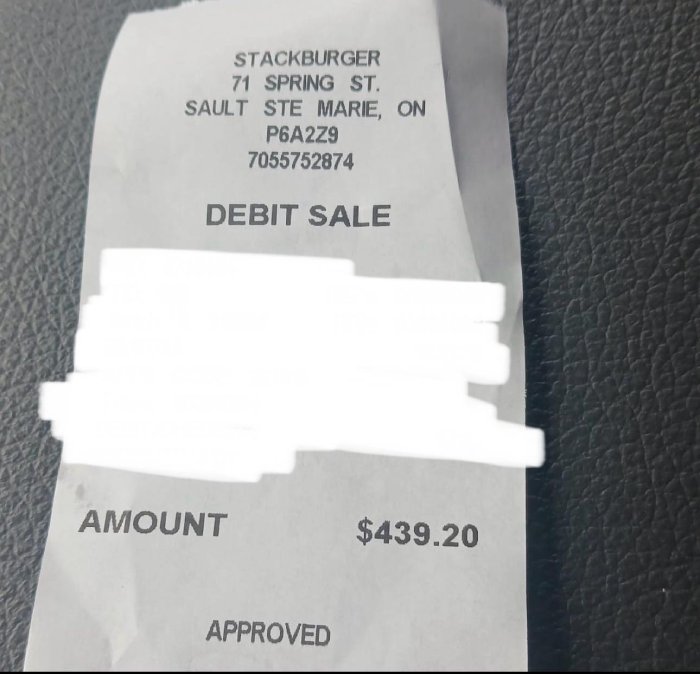 STACKBURGER
71 SPRING ST.
SAULT STE MARIE, ON
P6A2Z9
7055752874
DEBIT SALE
AMOUNT $439.20
APPROVED